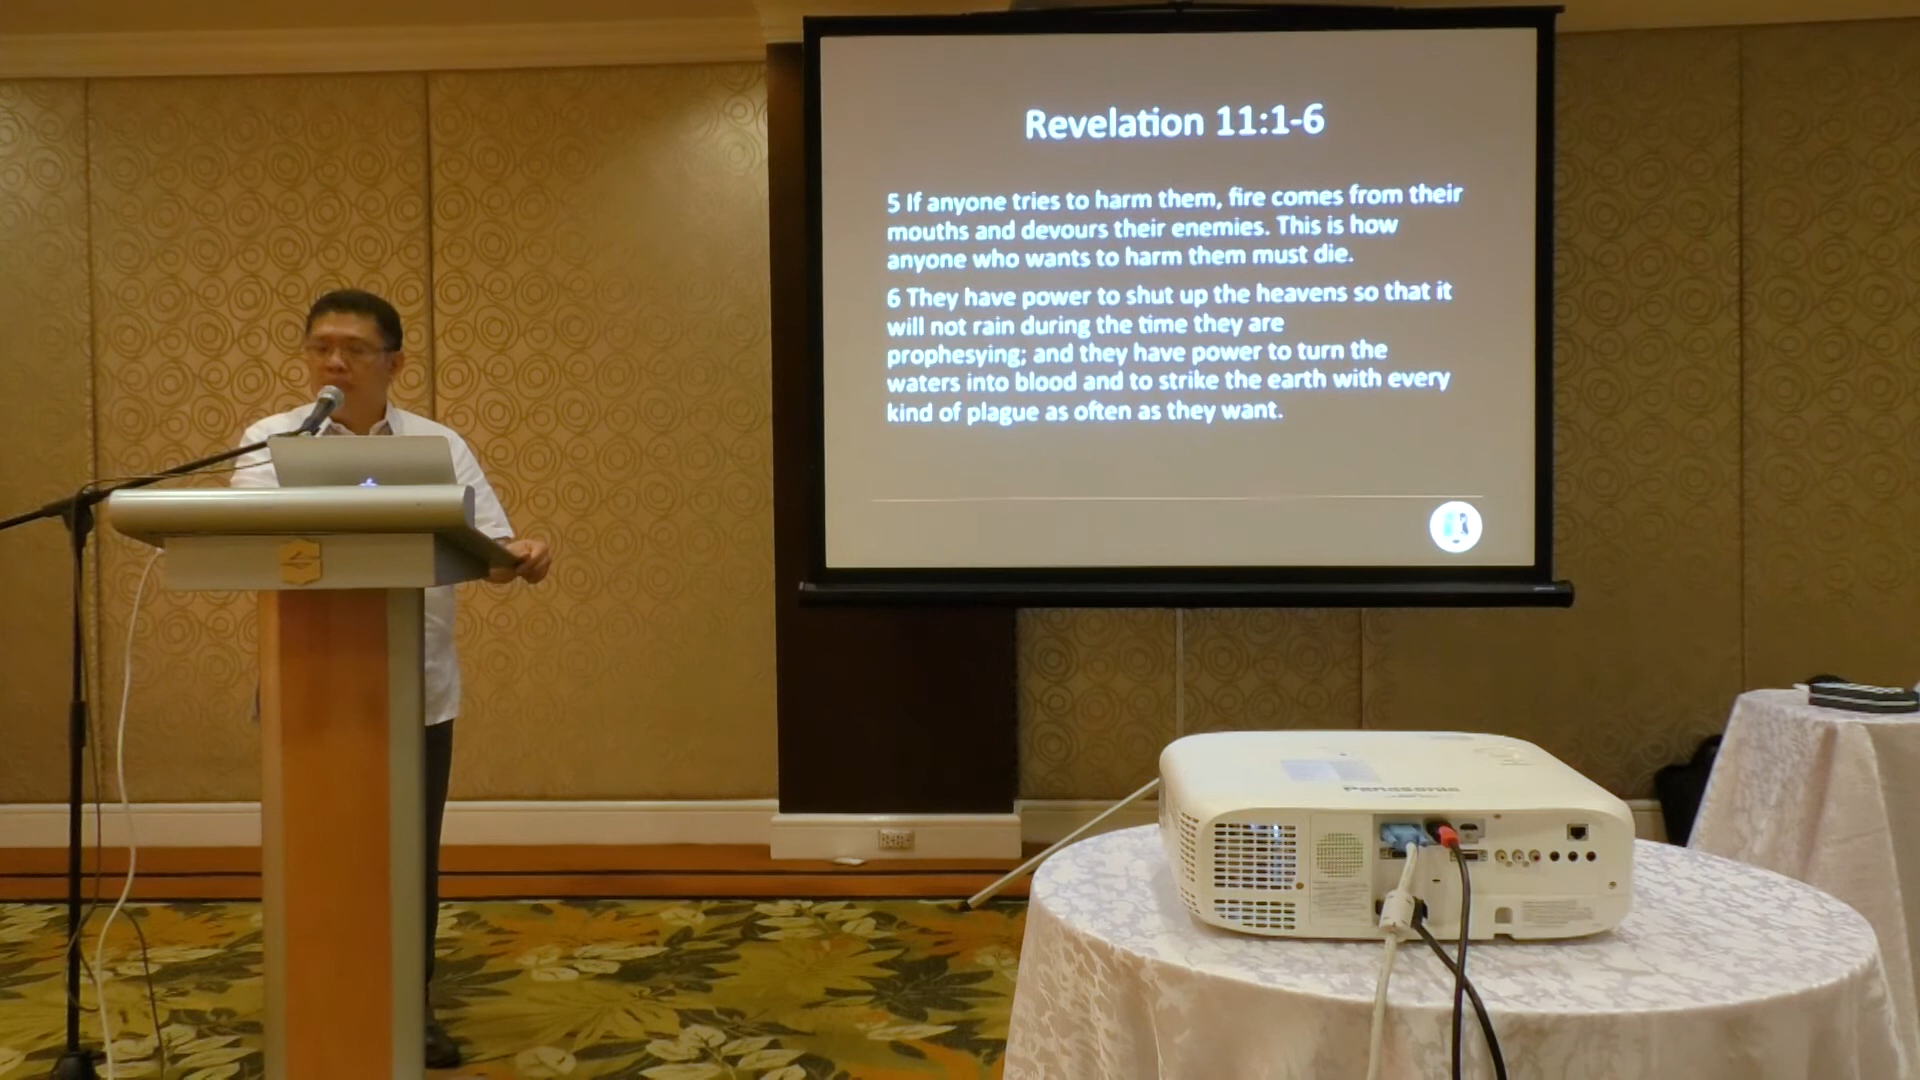 Revelation 11:1-6
5 If anyone tries to harm them, fire comes from their
mouths and devours their enemies. This is how
anyone who wants to harm them must die.
6 They have power to shut up the heavens so that it
will not rain during the time they are
prophesying; and they have power to turn the
waters into blood and to strike the earth with every
kind of plague as often as they want.
Panasonic